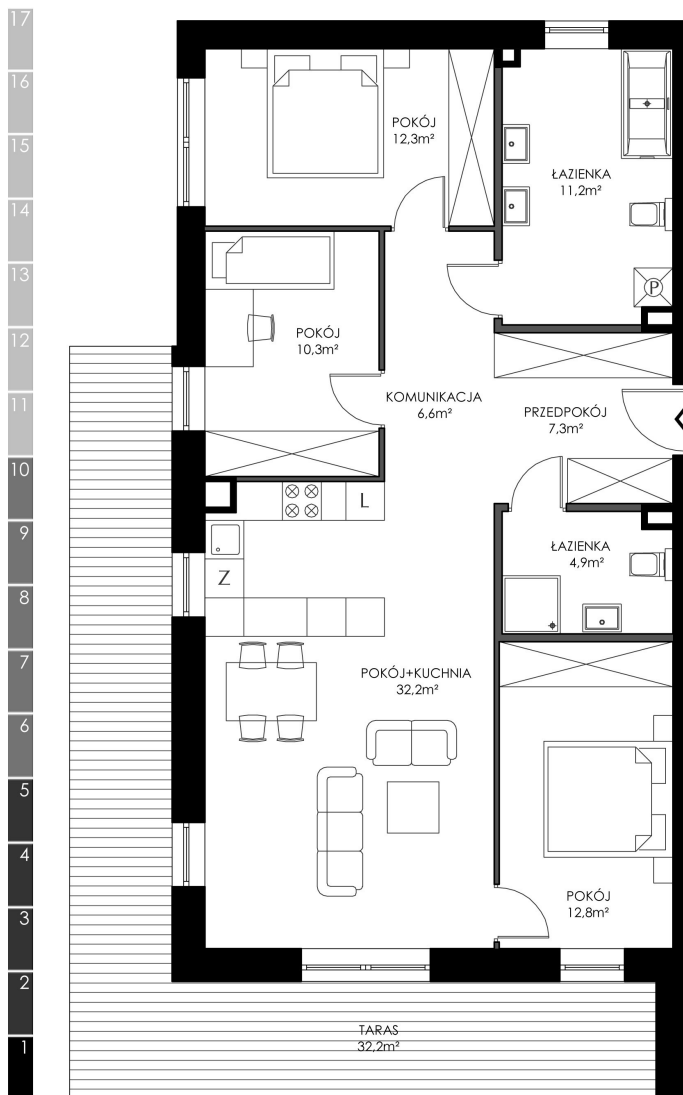 17
16
15
14
13
12
11
10
9
8
7
6
5
4
3
2
1
POKÓJ
12,3m²
ŁAZIENKA
11,2m²
P
POKÓJ
10,3m²
KOMUNIKACJA
6,6m²
PRZEDPOKÓJ
7,3m²
L
ŁAZIENKA
4,9m²
Z
POKÓJ+KUCHNIA
32,2m²
POKÓJ
12,8m²
TARAS
32,2m²